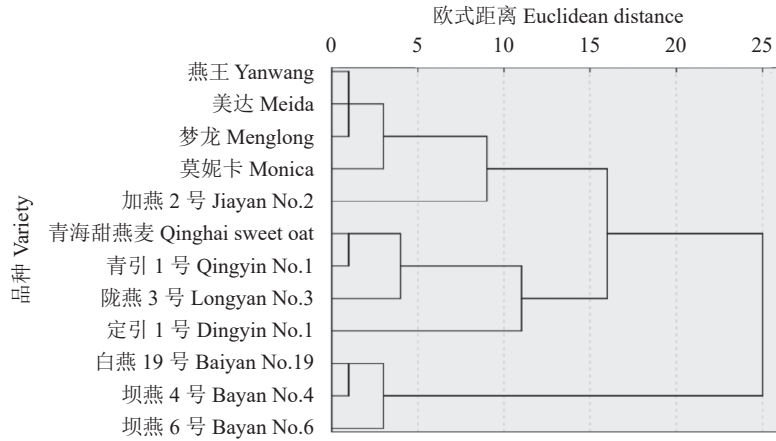 欧式距离 Euclidean distance
0 5 10 15 20 25
燕王 Yanwang
美达 Meida
梦龙 Menglong
莫妮卡 Monica
加燕 2 号 Jiayan No.2
青海甜燕麦 Qinghai sweet oat
青引 1 号 Qingyin No.1
陇燕 3 号 Longyan No.3
定引 1 号 Dingyin No.1
白燕 19 号 Baiyan No.19
坝燕 4 号 Bayan No.4
坝燕 6 号 Bayan No.6
品种 Variety